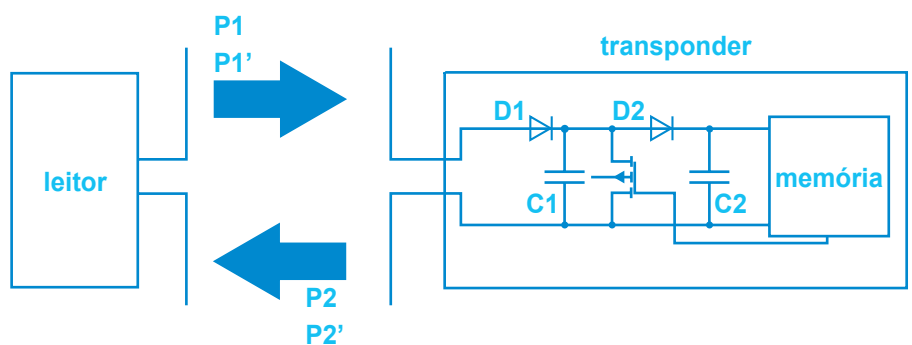 P1
P1’
transponder
D1
D2
leitor
memória
C1
C2
P2
P2’